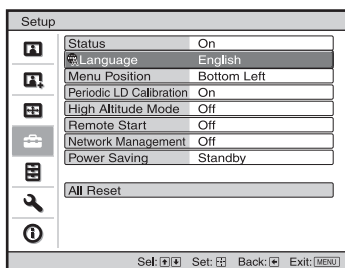 Setup
Status On
Language English
Menu Position Bottom Left
Periodic LD Calibration On
High Altitude Mode Off
Remote Start Off
Network Management Off
Power Saving Standby
All Reset
Sel: Set: Back: Exit: MENU